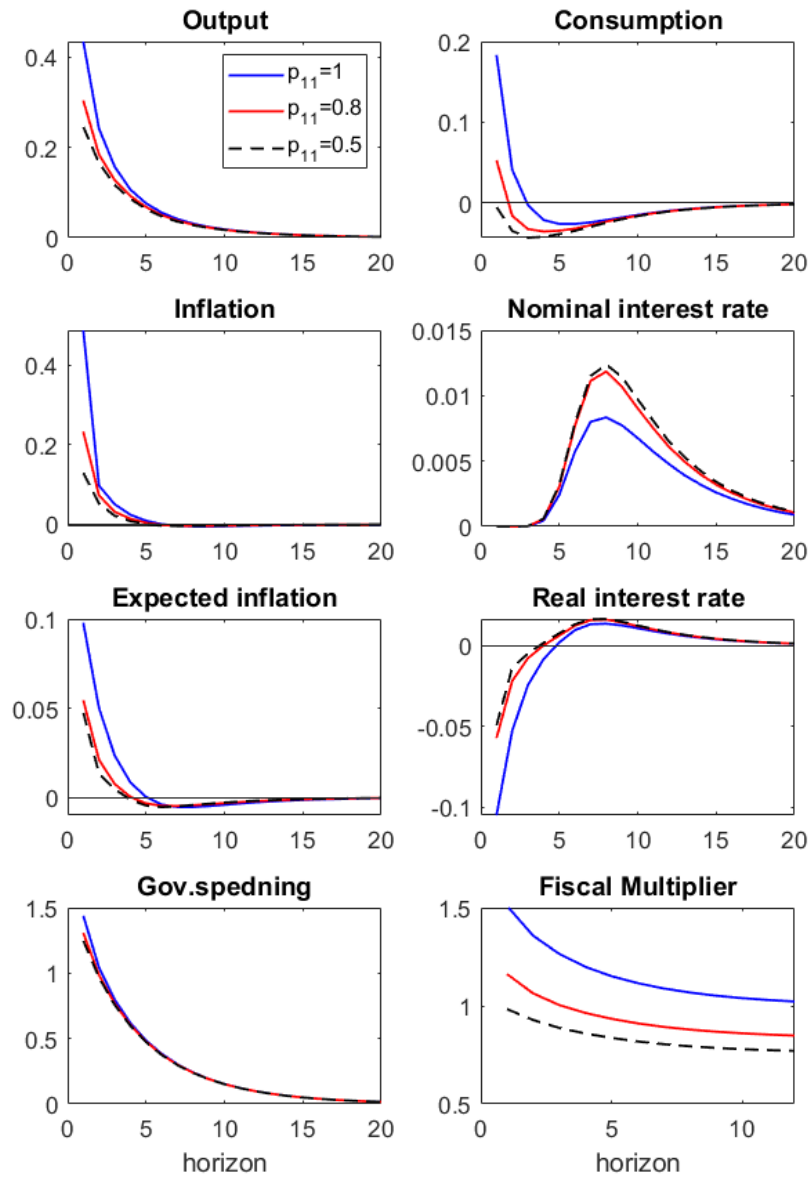 Output
0.4
0.2
0
p11=1
p11=0.8
p11=0.5
0 5 10 15 20
Consumption
0.2
0.1
0
0 5 10 15 20
Inflation
0.4
0.2
0
0 5 10 15 20
Nominal interest rate
0.015
0.01
0.005
0
0 5 10 15 20
Expected inflation
0.1
0.05
0
0 5 10 15 20
Real interest rate
0
-0.05
-0.1
0 5 10 15 20
Gov.spedning
1.5
1
0.5
0
0 5 10 15 20
horizon
Fiscal Multiplier
1.5
1
0.5
0 5 10
horizon